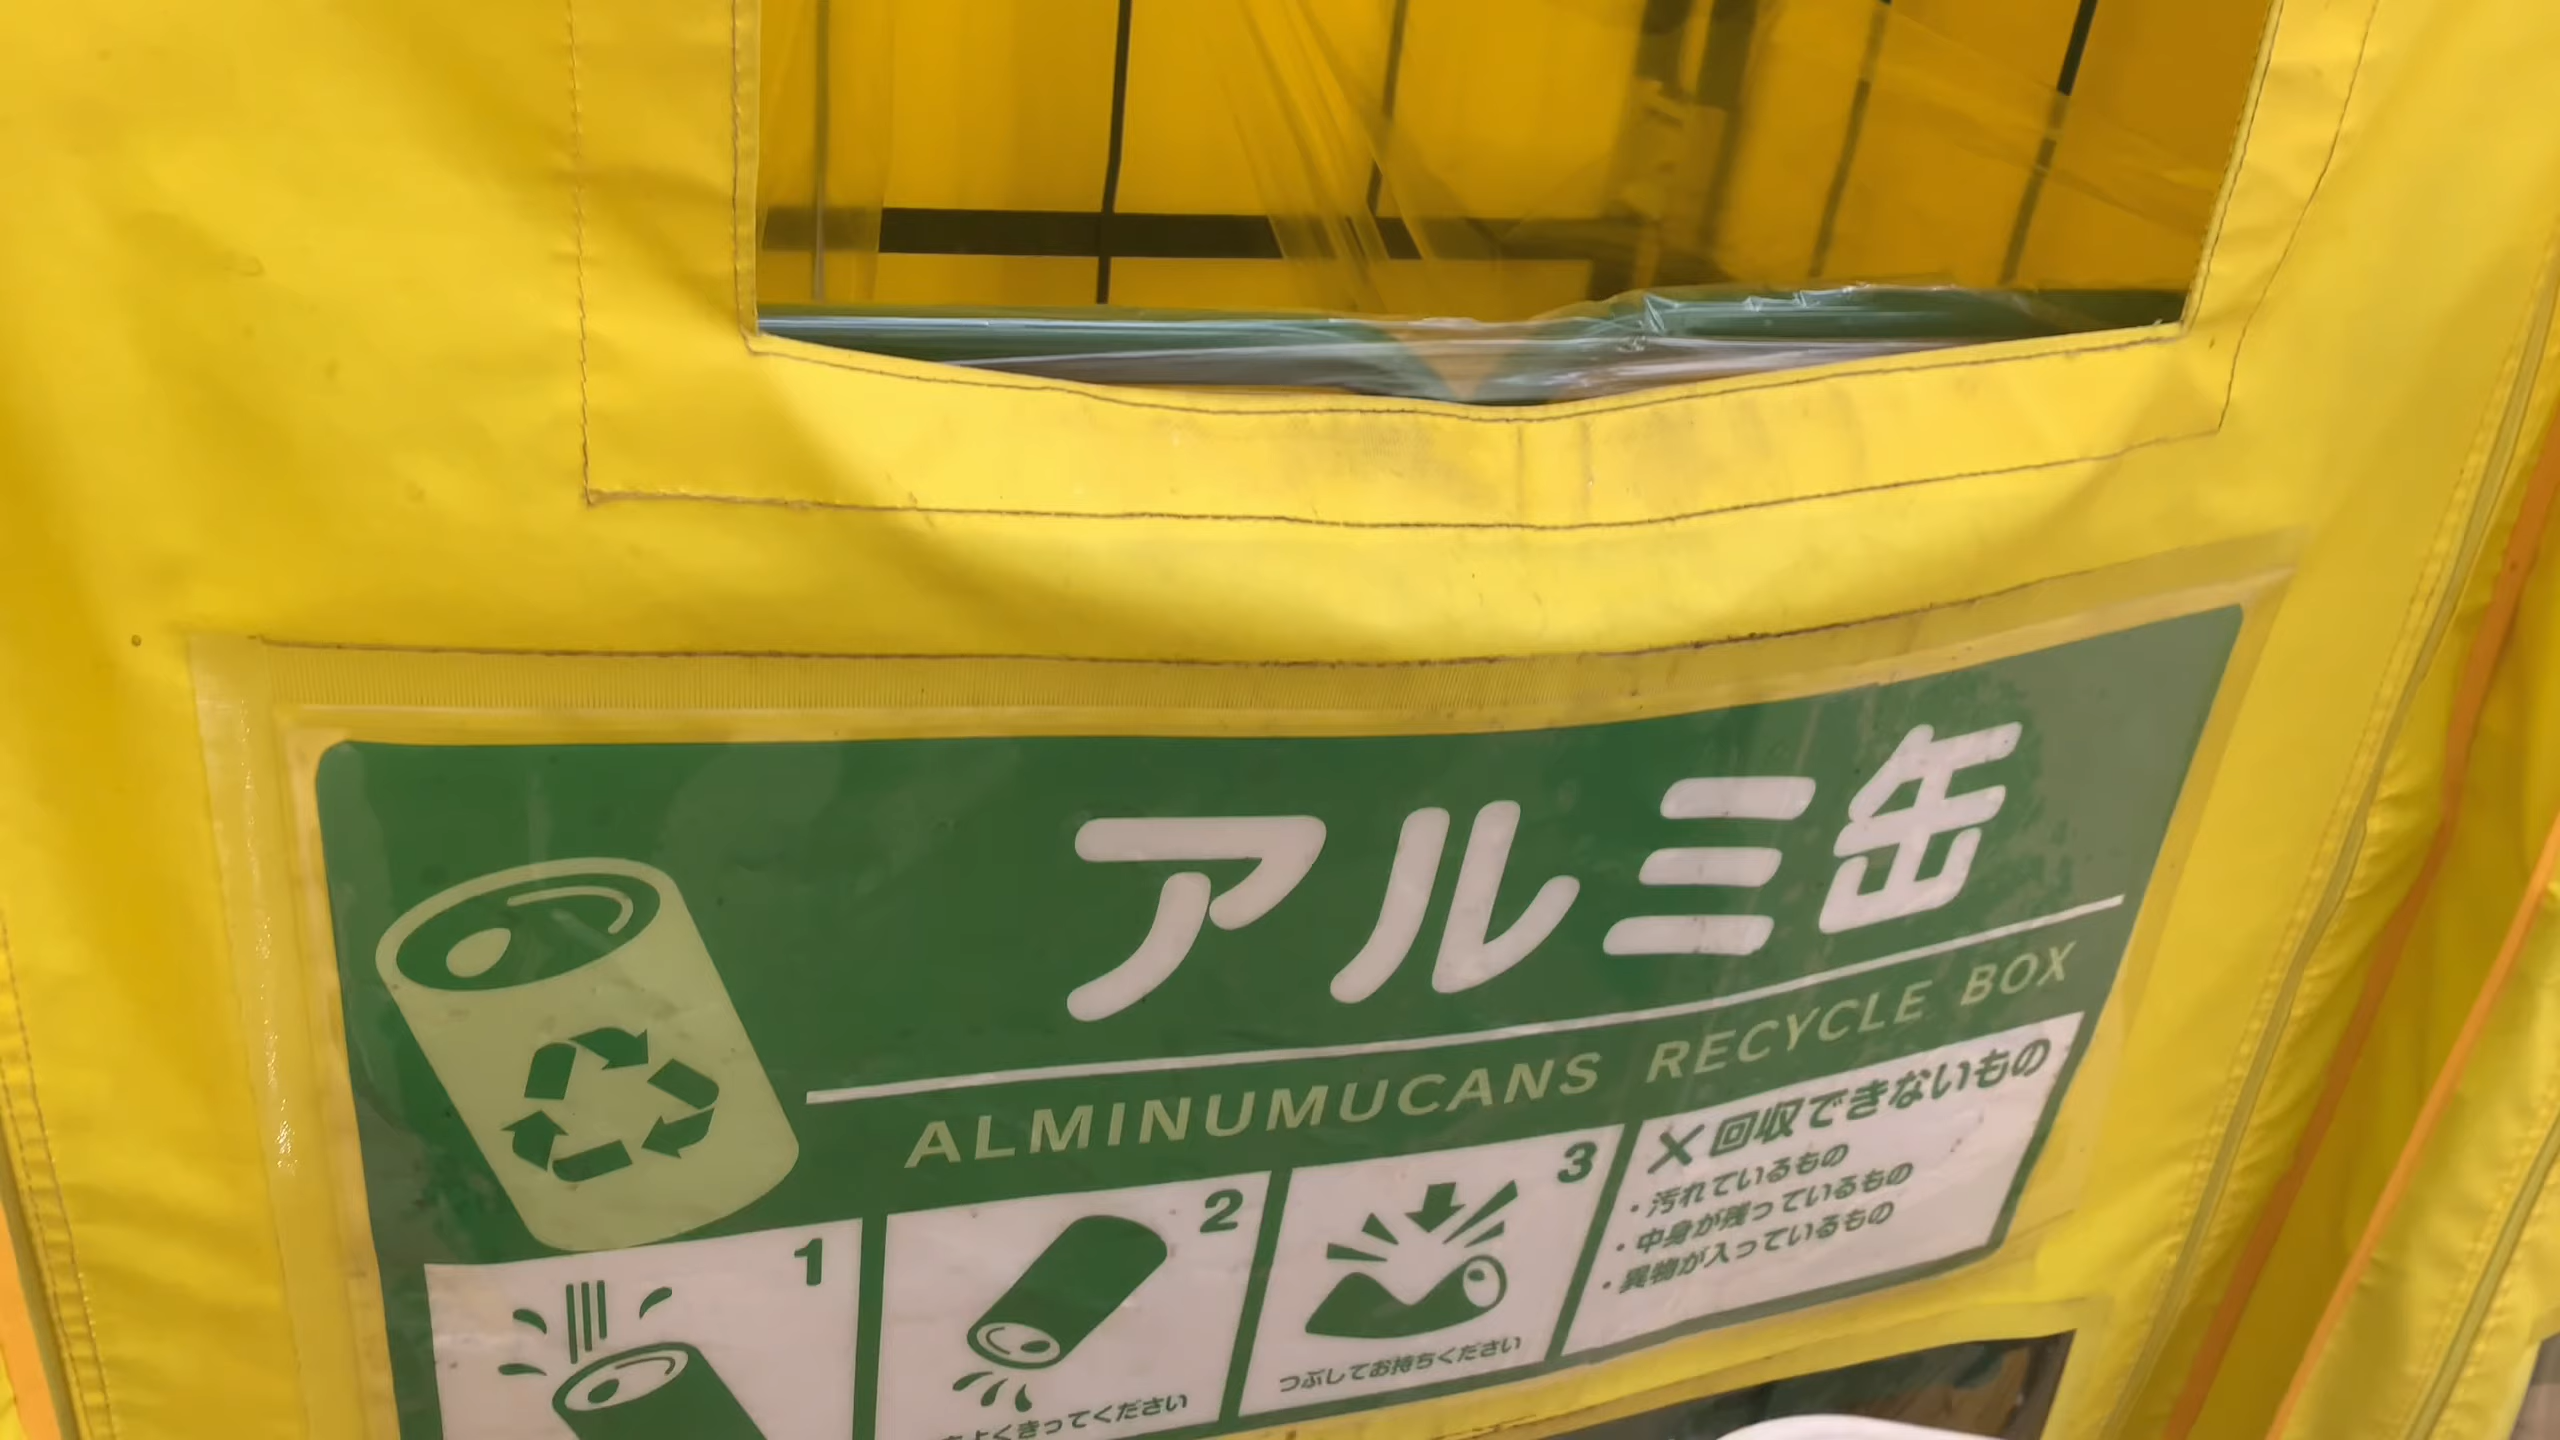 アルミ缶
ALMINUMUCANS RECYCLE BOX
1
2
よくきってください
3
つぶしてお持ちください
×回収できないもの
・汚れているもの
・中身が残っているもの
・異物が入っているもの